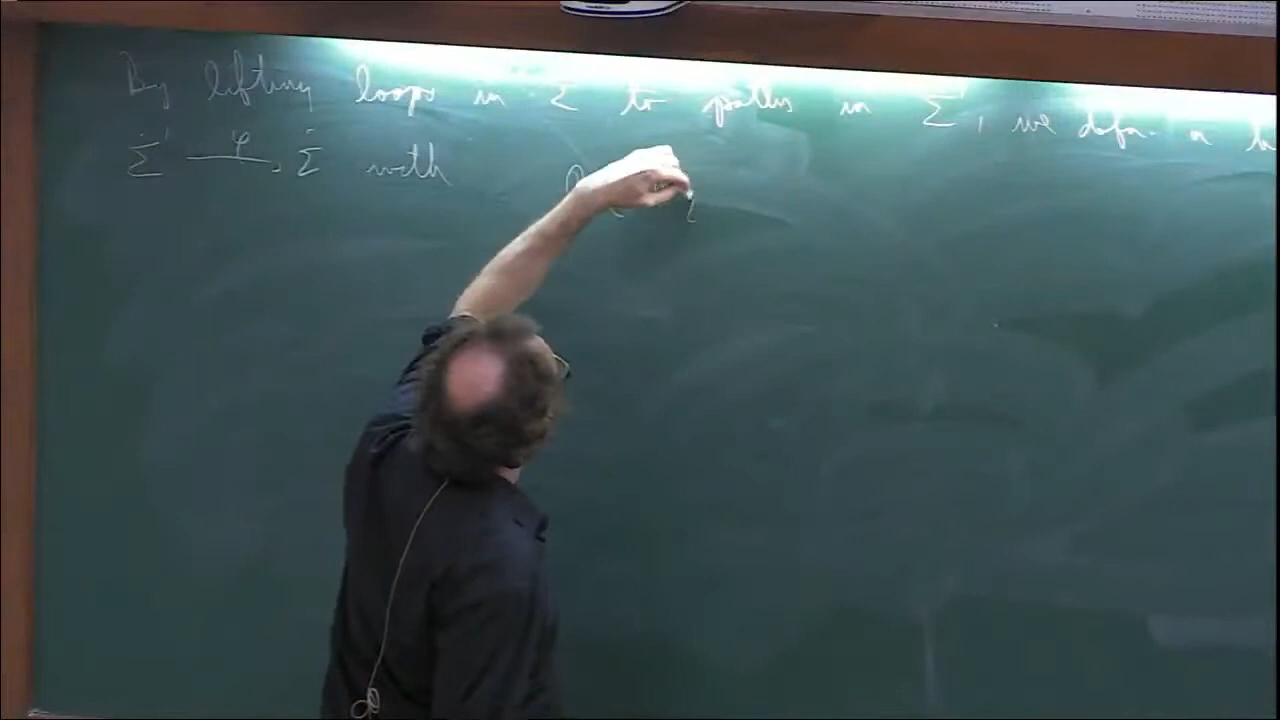 By lifting loops in Σ to paths in Σ', we define a h
Σ̇' —φ→ Σ̇ with